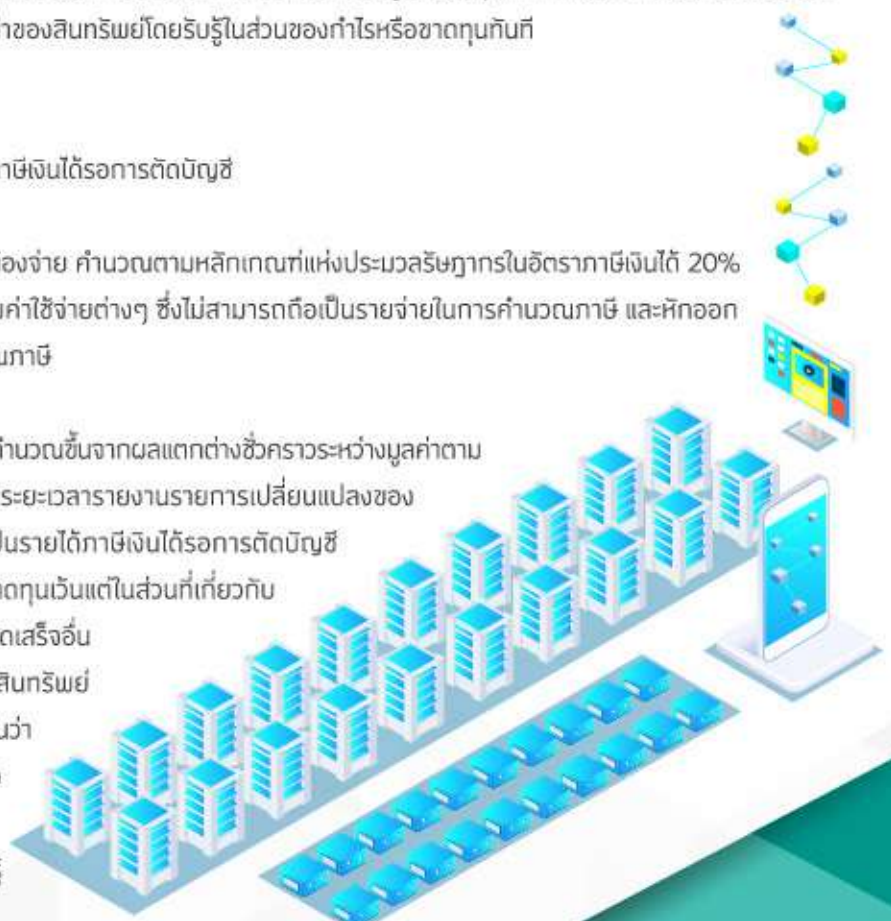 ของสินทรัพย์โดยรับรู้ในส่วนของกำไรหรือขาดทุนทันที
ภาษีเงินได้รอการตัดบัญชี
ต้องจ่าย คำนวณตามหลักเกณฑ์แห่งประมวลรัษฎากรในอัตราภาษีเงินได้ 20%
ค่าใช้จ่ายต่างๆ ซึ่งไม่สามารถถือเป็นรายจ่ายในการคำนวณภาษี และหักออก
ภาษี
คำนวณขึ้นจากผลแตกต่างชั่วคราวระหว่างมูลค่าตาม
ระยะเวลารายงานรายการเปลี่ยนแปลงของ
เป็นรายได้ภาษีเงินได้รอการตัดบัญชี
ขาดทุนเว้นแต่ในส่วนที่เกี่ยวกับ
เสร็จอื่น
สินทรัพย์
ว่า